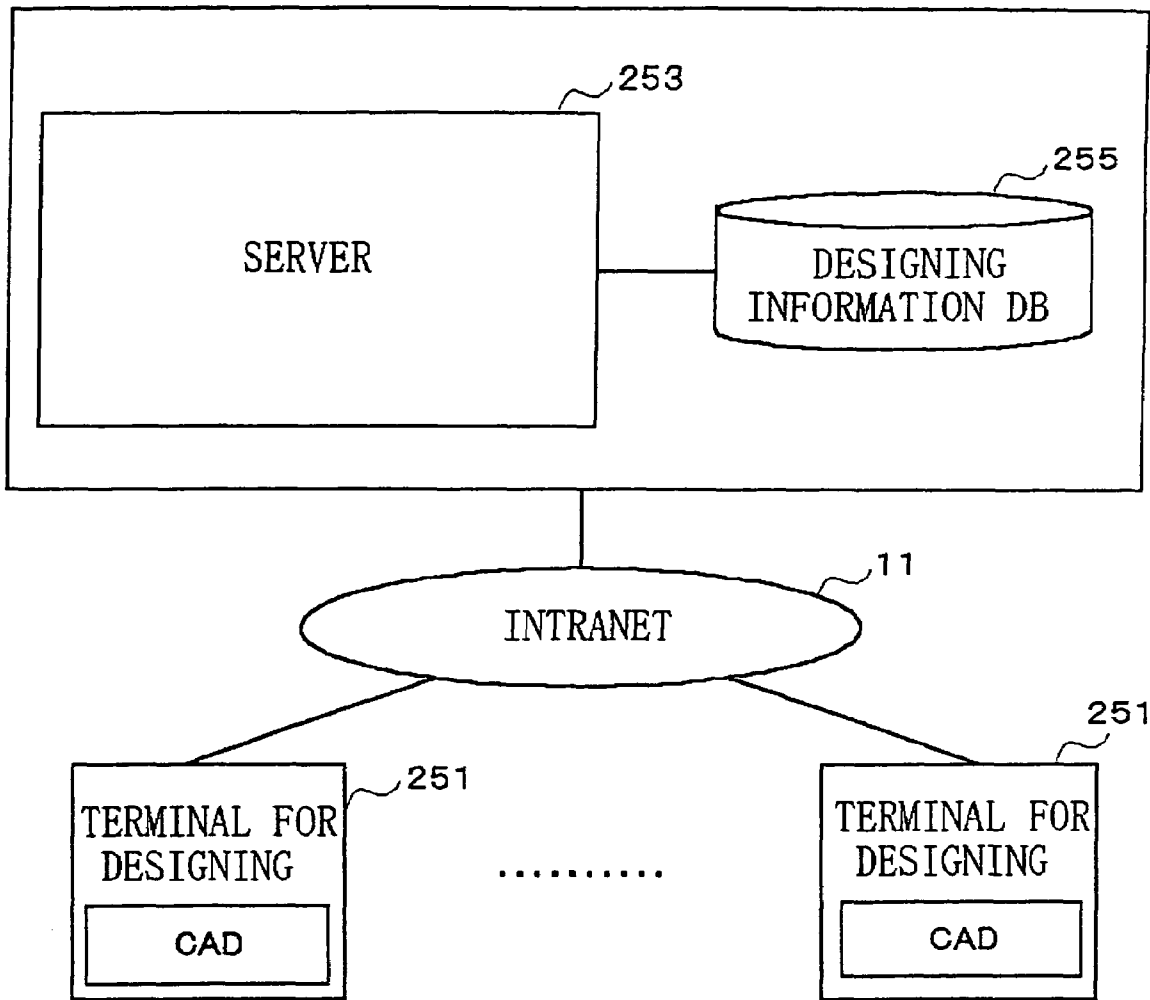 253
255
SERVER
DESIGNING
INFORMATION DB
11
INTRANET
251
251
TERMINAL FOR
DESIGNING
CAD
..........
TERMINAL FOR
DESIGNING
CAD